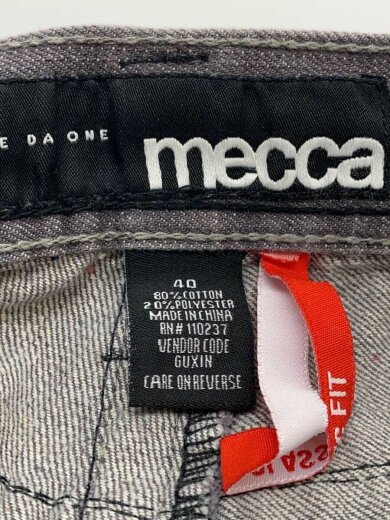 E DA ONE
mecca
40
80% COTTON
20% POLYESTER
MADE IN CHINA
RN# 110237
VENDOR CODE
GUXIN
CARE ON REVERSE
FIT